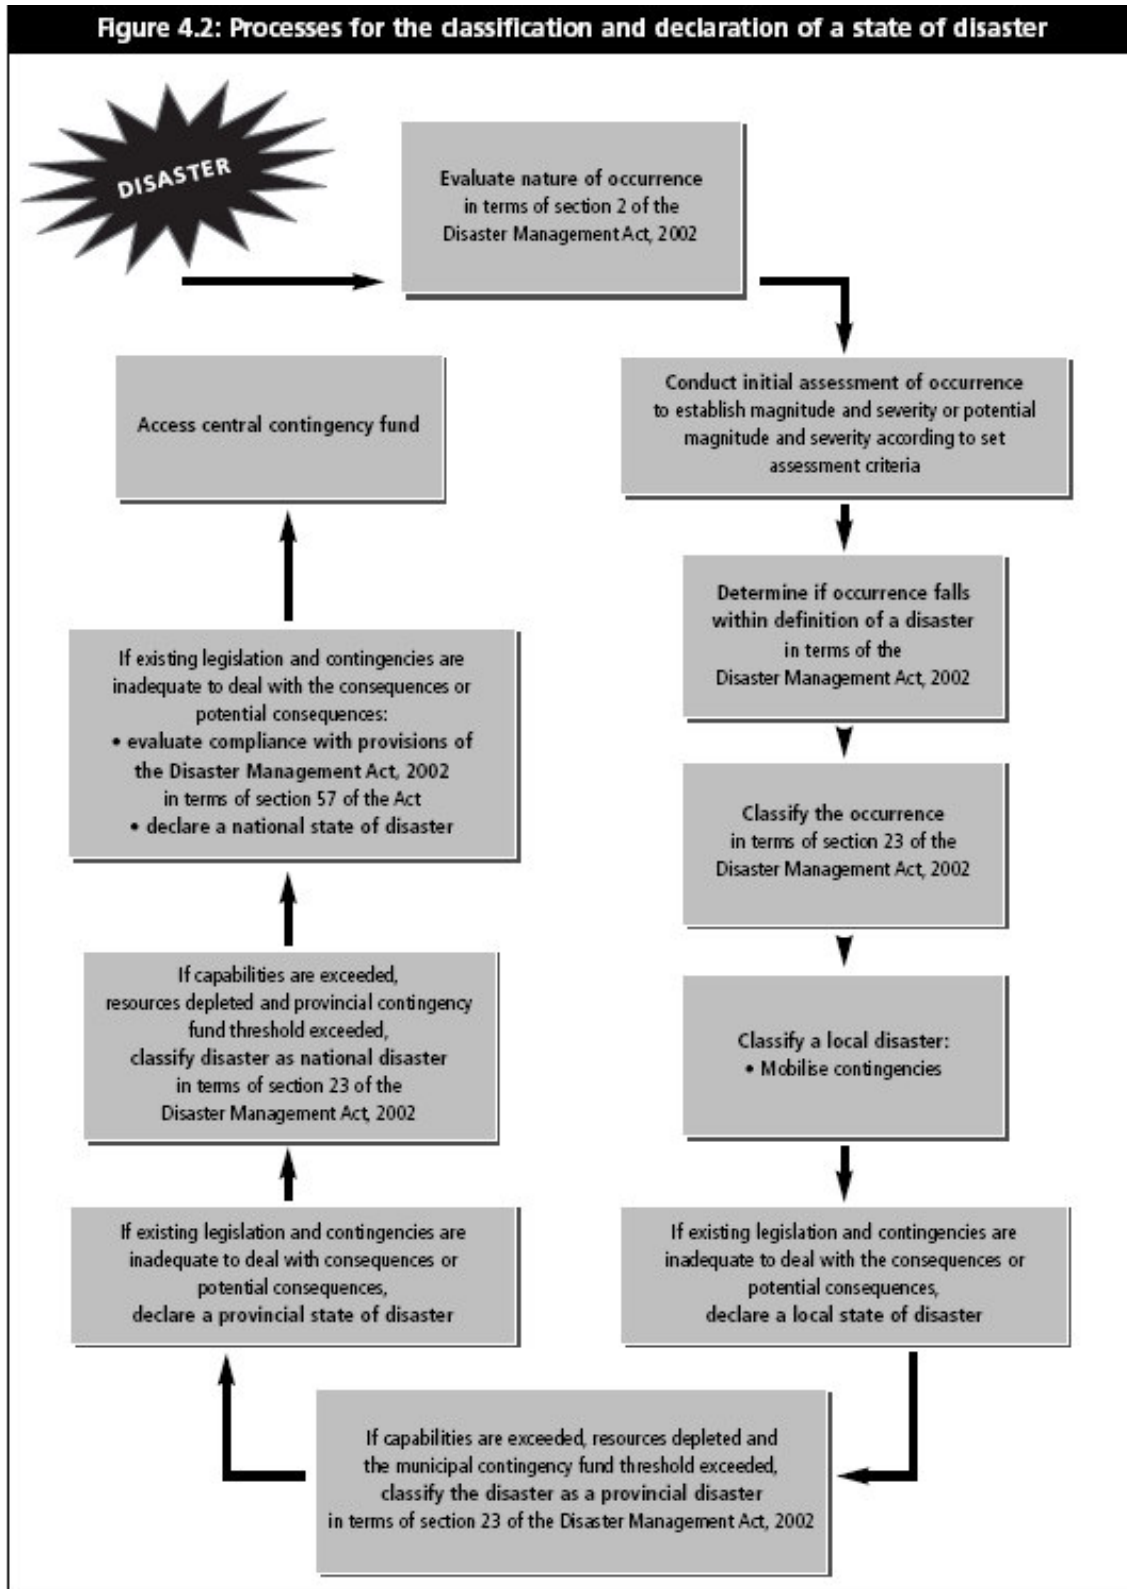 Figure 4.2: Processes for the classification and declaration of a state of disaster
DISASTER
Evaluate nature of occurrence
in terms of section 2 of the
Disaster Management Act, 2002
Conduct initial assessment of occurrence
to establish magnitude and severity or potential
magnitude and severity according to set
assessment criteria
Determine if occurrence falls
within definition of a disaster
in terms of the
Disaster Management Act, 2002
Classify the occurrence
in terms of section 23 of the
Disaster Management Act, 2002
Classify a local disaster:
• Mobilise contingencies
If existing legislation and contingencies are
inadequate to deal with the consequences or
potential consequences,
declare a local state of disaster
If capabilities are exceeded, resources depleted and
the municipal contingency fund threshold exceeded,
classify the disaster as a provincial disaster
in terms of section 23 of the Disaster Management Act, 2002
If existing legislation and contingencies are
inadequate to deal with consequences or
potential consequences,
declare a provincial state of disaster
If capabilities are exceeded,
resources depleted and provincial contingency
fund threshold exceeded,
classify disaster as national disaster
in terms of section 23 of the
Disaster Management Act, 2002
If existing legislation and contingencies are
inadequate to deal with the consequences or
potential consequences:
• evaluate compliance with provisions of
the Disaster Management Act, 2002
in terms of section 57 of the Act
• declare a national state of disaster
Access central contingency fund